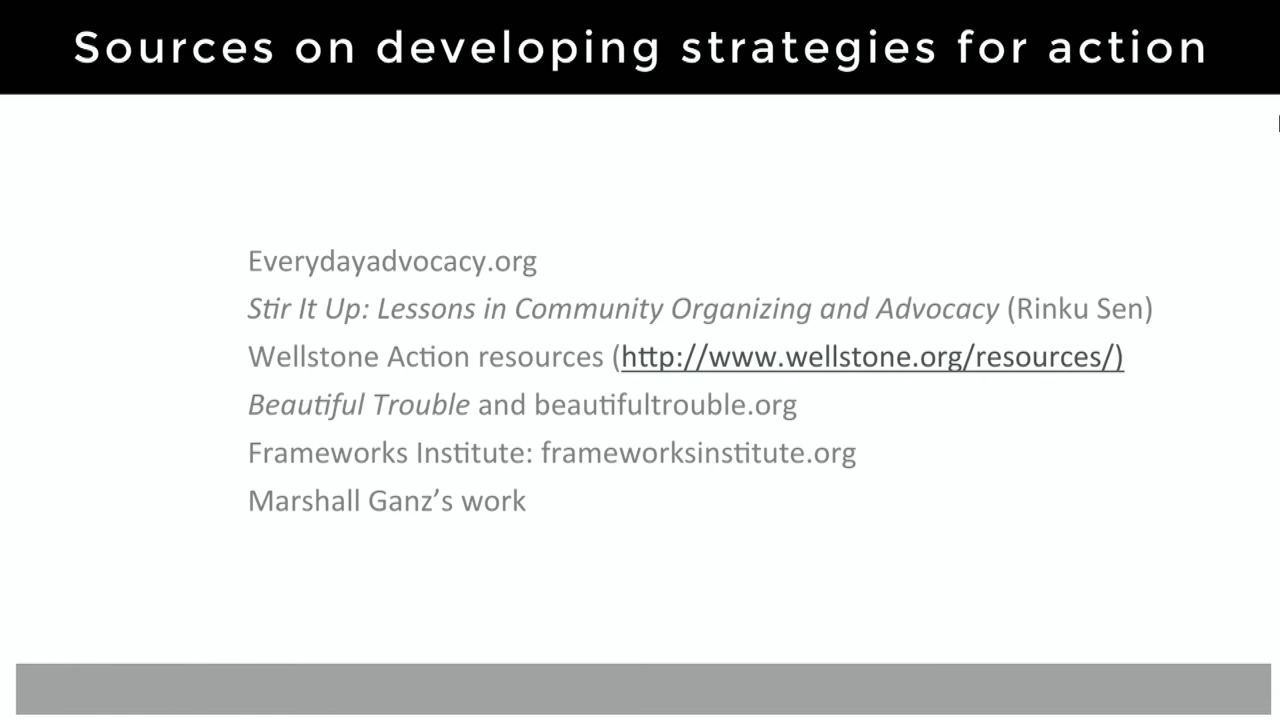 Sources on developing strategies for action
Everydayadvocacy.org
Stir It Up: Lessons in Community Organizing and Advocacy (Rinku Sen)
Wellstone Action resources (http://www.wellstone.org/resources/)
Beautiful Trouble and beautifultrouble.org
Frameworks Institute: frameworksinstitute.org
Marshall Ganz’s work